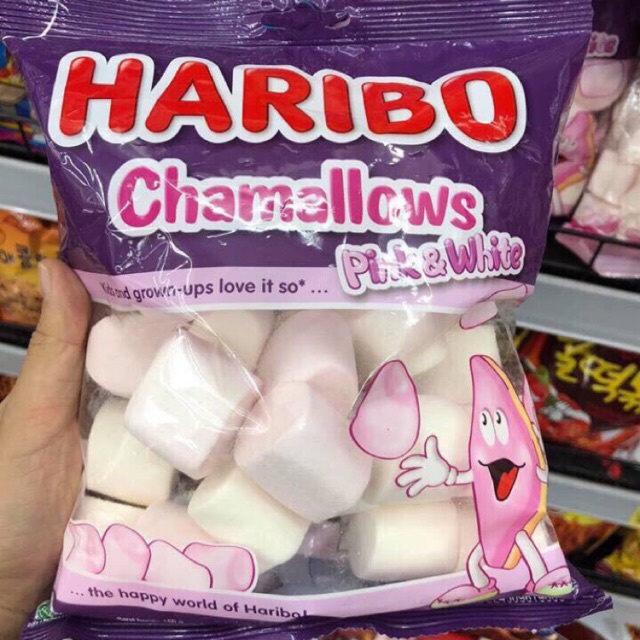 HARIBO
Chamallows
Pink & White
Kids and grown-ups love it so* ...
... the happy world of Haribo!